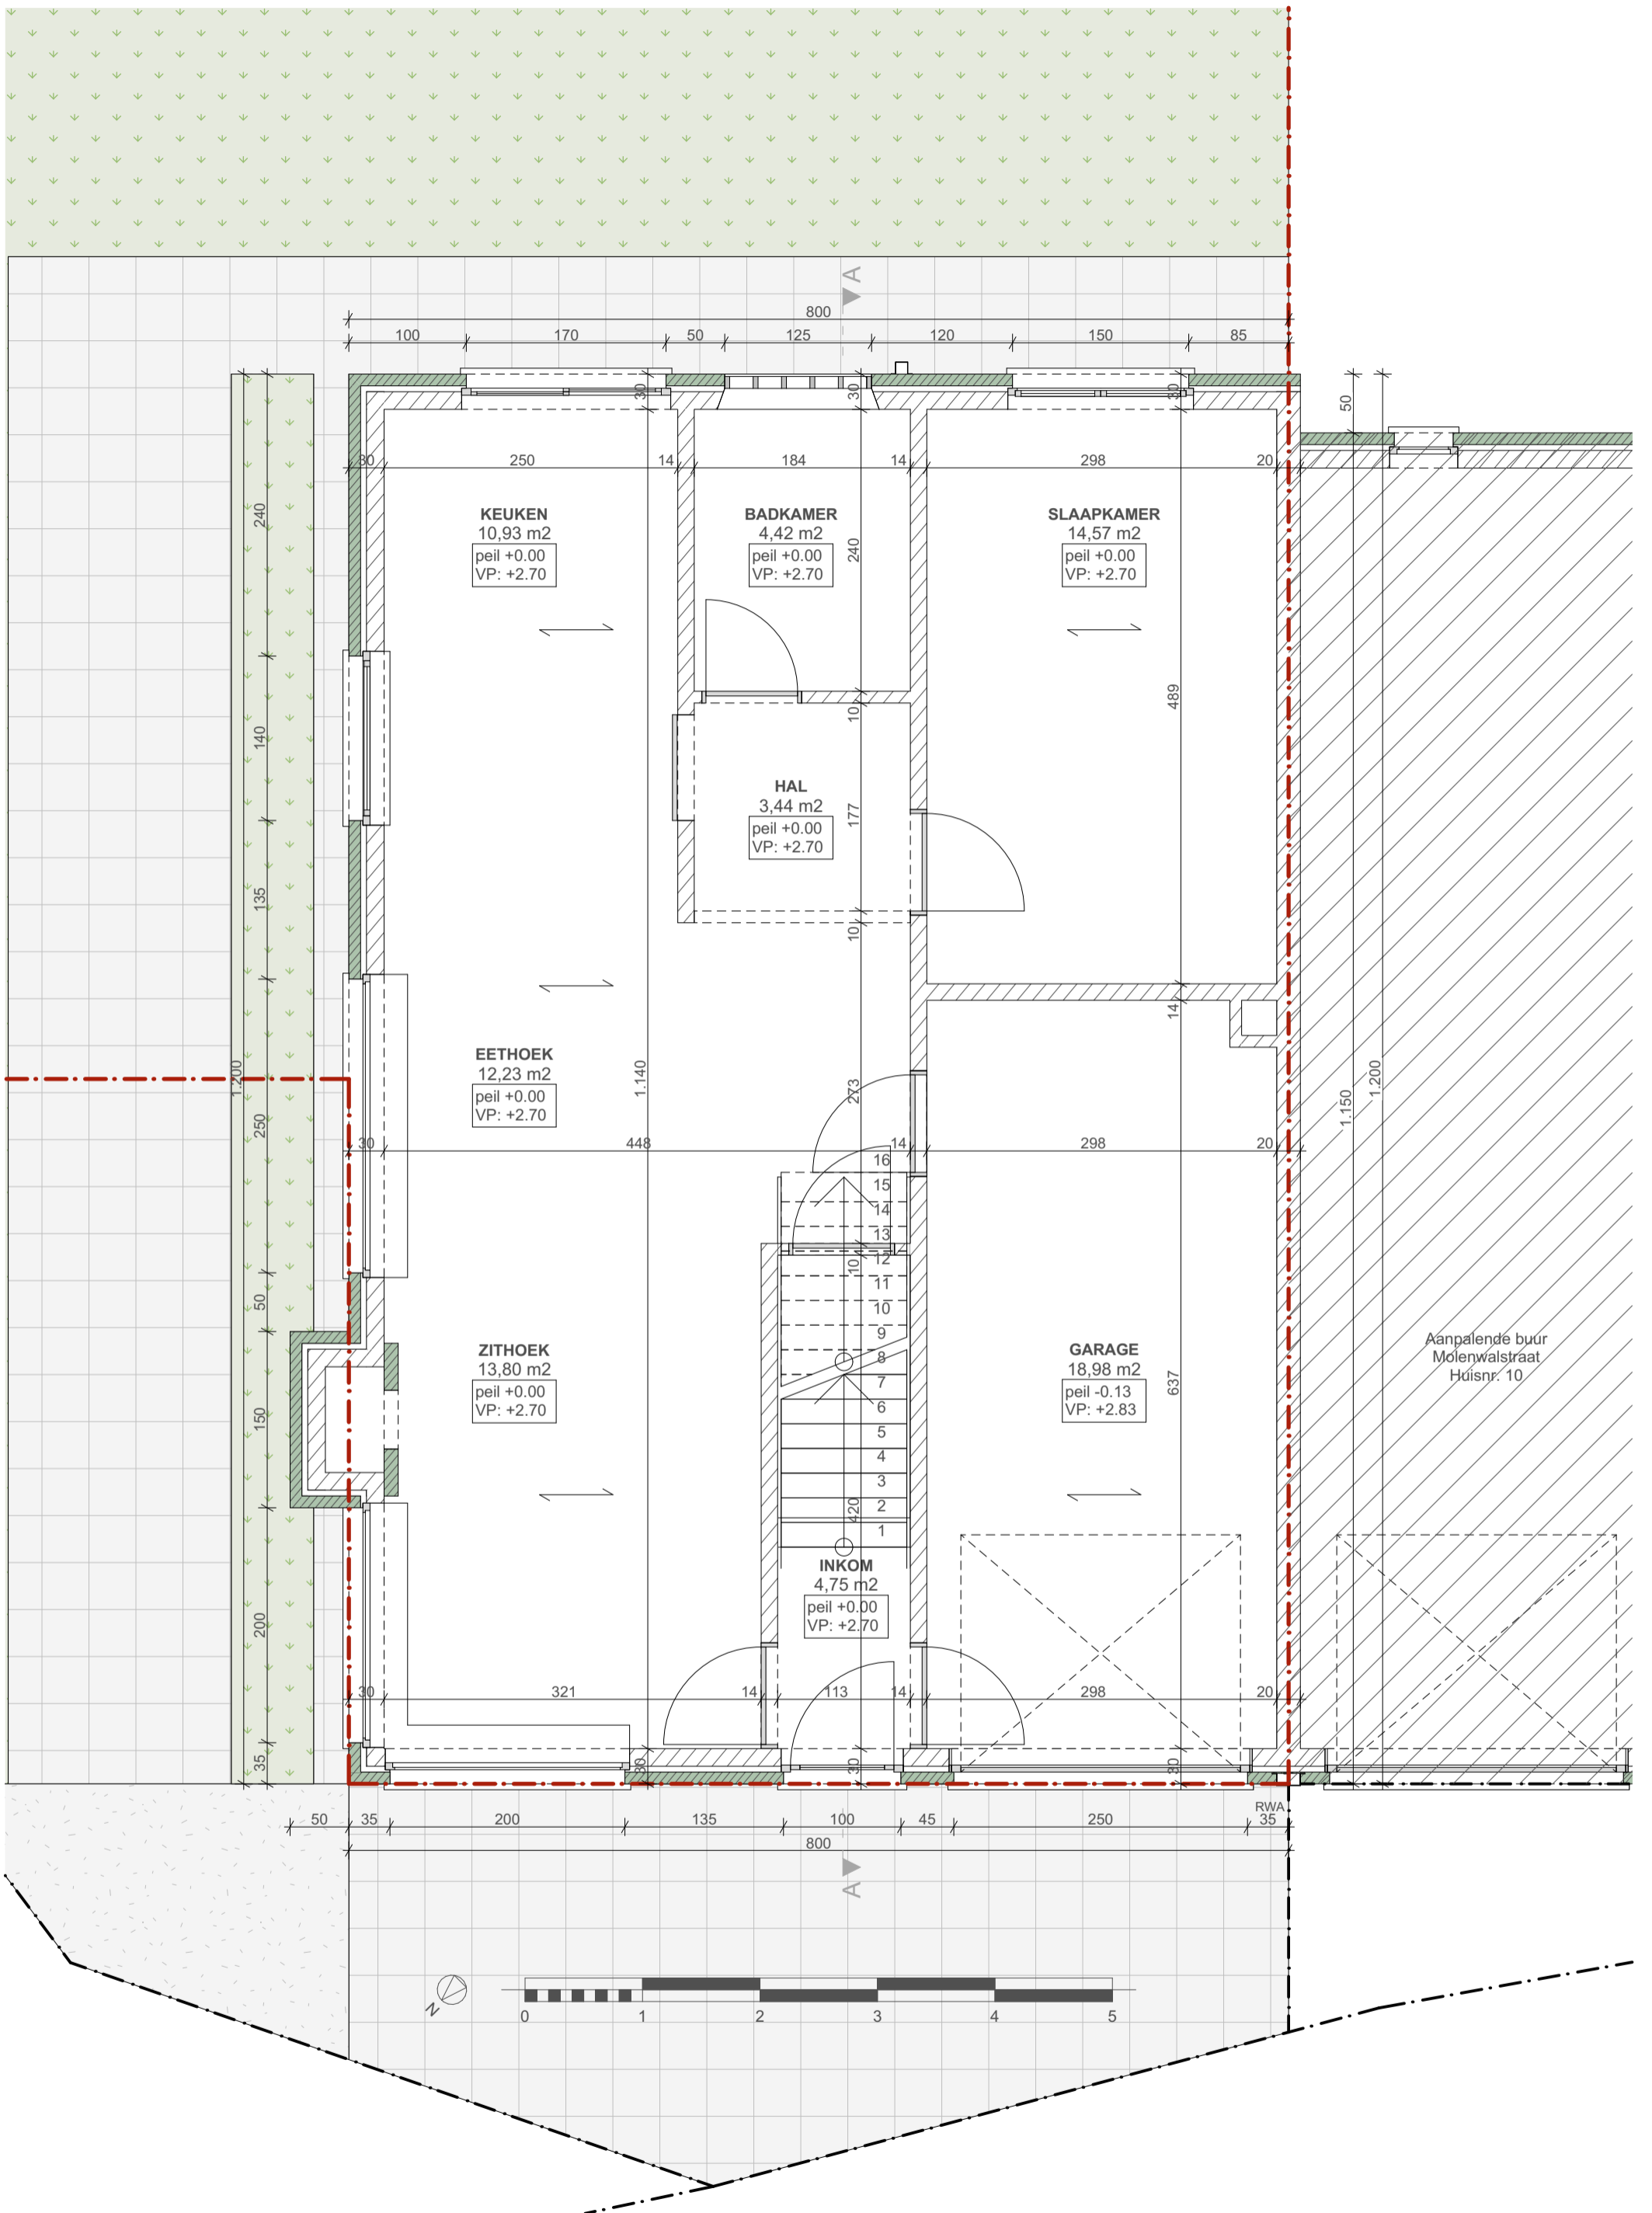 A
800
100 170 50 125 120 150 85
30 30 30
50
30 250 14 184 14 298 20
KEUKEN
10,93 m2
peil +0.00
VP: +2.70
BADKAMER
4,42 m2
peil +0.00
VP: +2.70
SLAAPKAMER
14,57 m2
peil +0.00
VP: +2.70
240
240
489
140
10
HAL
3,44 m2
peil +0.00
VP: +2.70
177
135
10
14
EETHOEK
12,23 m2
peil +0.00
VP: +2.70
1.200
1.140
273
1.150
1.200
250
30 448 14 298 20
16
15
14
13
12
11
10
9
8
7
6
5
4
3
2
1
10
50
ZITHOEK
13,80 m2
peil +0.00
VP: +2.70
GARAGE
18,98 m2
peil -0.13
VP: +2.83
637
Aanpalende buur
Molenwalstraat
Huisnr. 10
150
420
INKOM
4,75 m2
peil +0.00
VP: +2.70
200
30 321 14 113 14 298 20
35
30 30 30
RWA
50 35 200 135 100 45 250 35
800
A
N
0 1 2 3 4 5